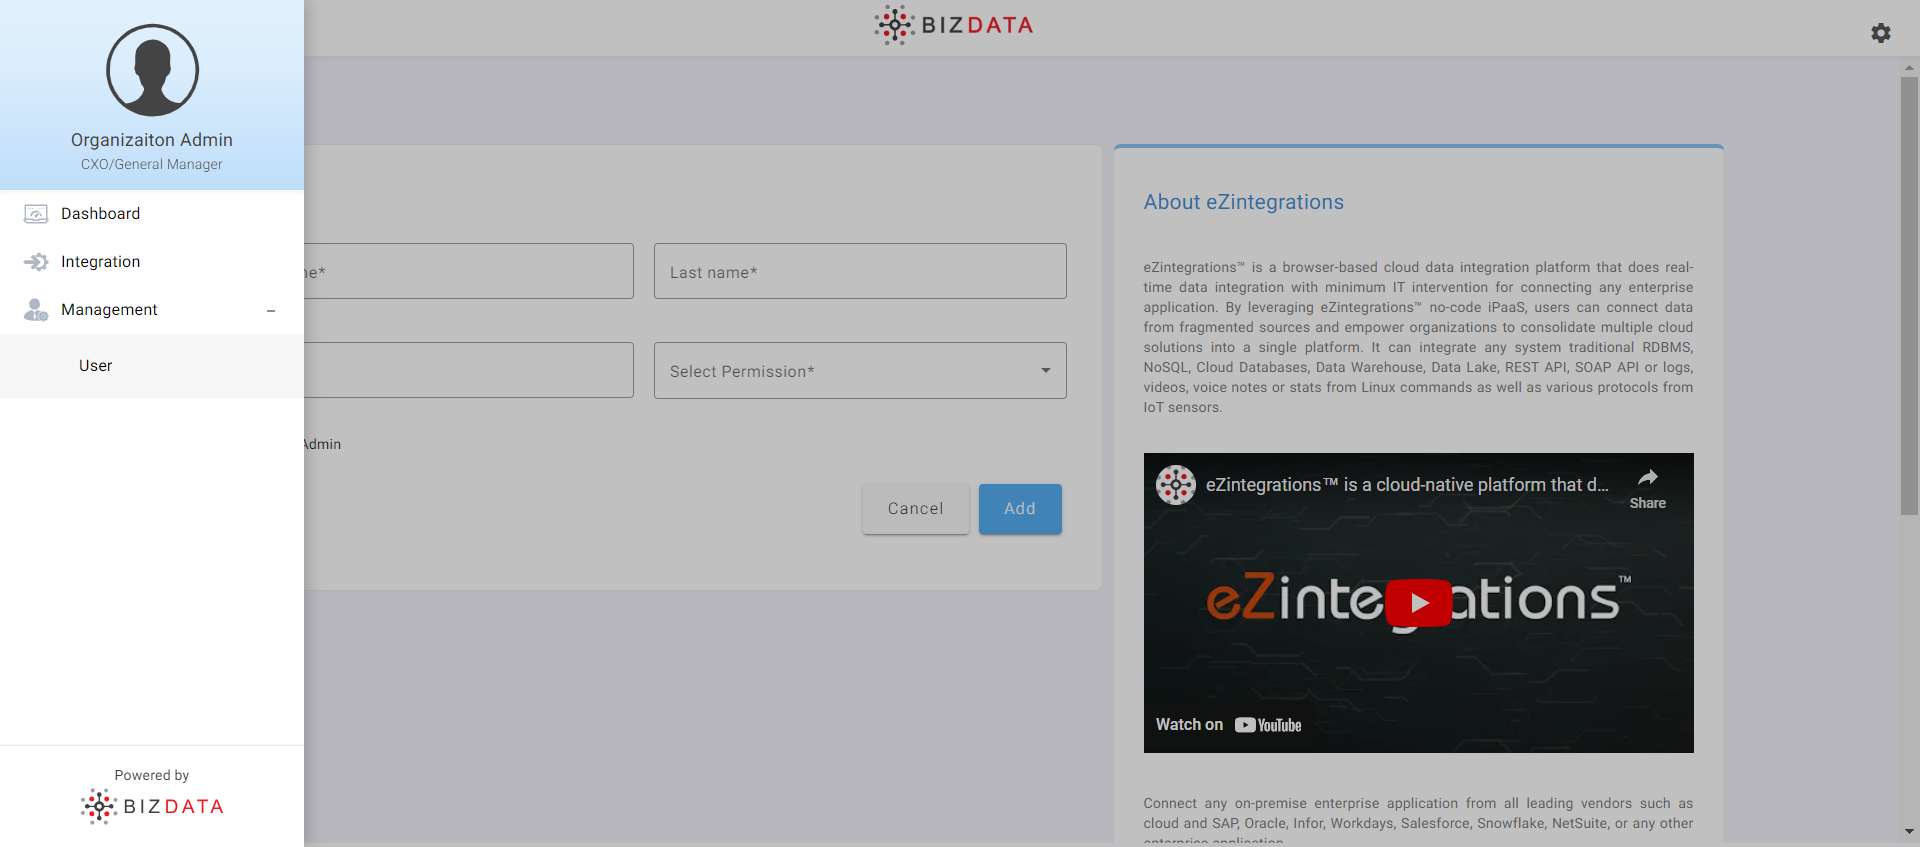 BIZDATA
Organizaiton Admin
CXO/General Manager
Dashboard
Integration
Management
User
Powered by
BIZDATA
ne*
Last name*
Select Permission*
Admin
Cancel
Add
About eZintegrations
eZintegrations™ is a browser-based cloud data integration platform that does real-
time data integration with minimum IT intervention for connecting any enterprise
application. By leveraging eZintegrations™ no-code iPaaS, users can connect data
from fragmented sources and empower organizations to consolidate multiple cloud
solutions into a single platform. It can integrate any system traditional RDBMS,
NoSQL, Cloud Databases, Data Warehouse, Data Lake, REST API, SOAP API or logs,
videos, voice notes or stats from Linux commands as well as various protocols from
IoT sensors.
eZintegrations™ is a cloud-native platform that d...
Share
eZintegrations™
Watch on YouTube
Connect any on-premise enterprise application from all leading vendors such as
cloud and SAP, Oracle, Infor, Workdays, Salesforce, Snowflake, NetSuite, or any other
enterprise application